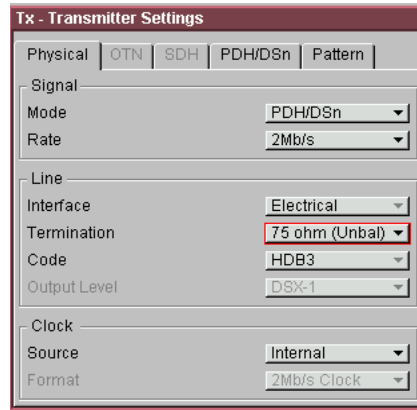 Tx - Transmitter Settings
Physical OTN SDH PDH/DSn Pattern
Signal
Mode PDH/DSn
Rate 2Mb/s
Line
Interface Electrical
Termination 75 ohm (Unbal)
Code HDB3
Output Level DSX-1
Clock
Source Internal
Format 2Mb/s Clock